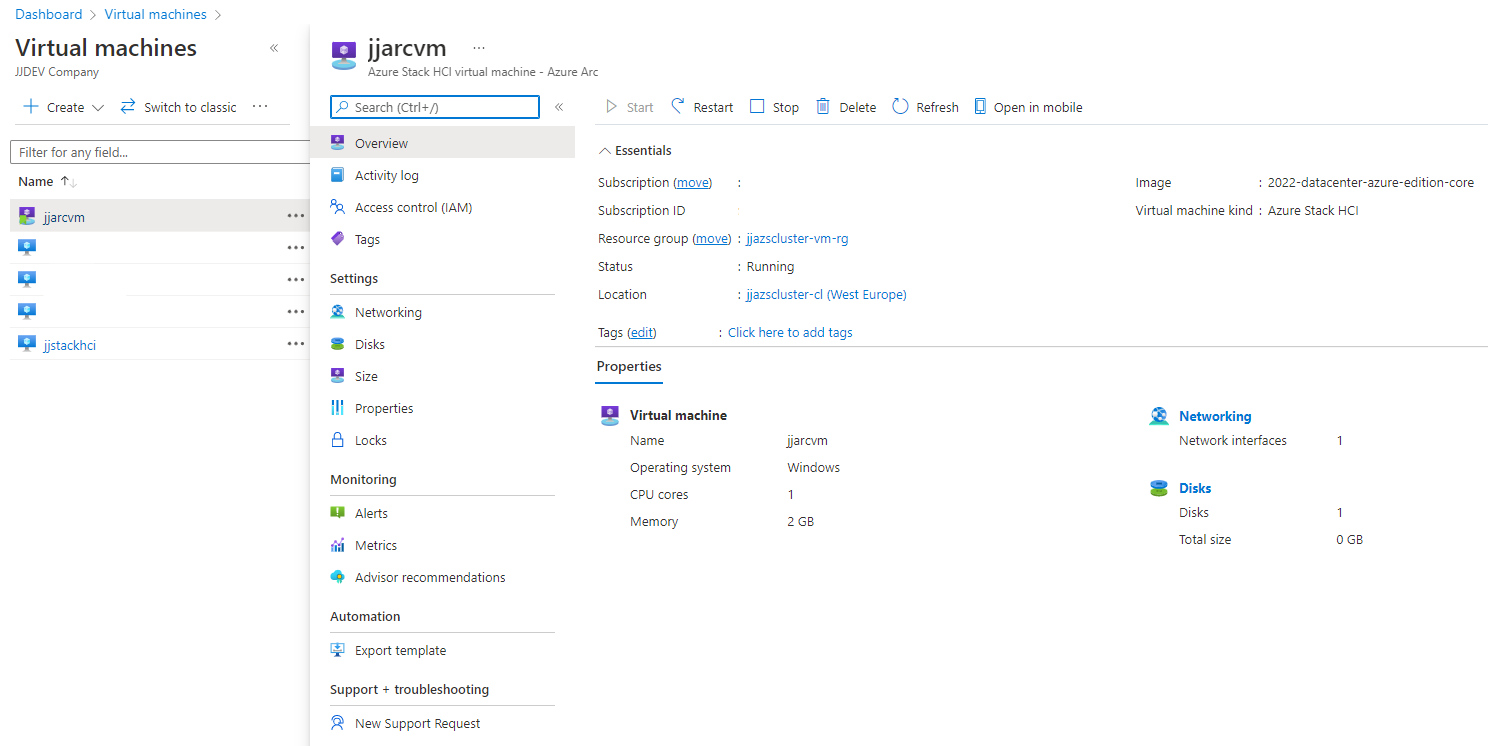 Dashboard > Virtual machines >
Virtual machines «
JJDEV Company
+ Create Switch to classic ···
Filter for any field...
Name ↑↓
jjarcvm ···
···
···
···
jjstackhci ···
jjarcvm ···
Azure Stack HCI virtual machine - Azure Arc
Search (Ctrl+/) «
Overview
Activity log
Access control (IAM)
Tags
Settings
Networking
Disks
Size
Properties
Locks
Monitoring
Alerts
Metrics
Advisor recommendations
Automation
Export template
Support + troubleshooting
New Support Request
Start Restart Stop Delete Refresh Open in mobile
Essentials
Subscription (move) :
Subscription ID
Resource group (move) : jjazscluster-vm-rg
Status : Running
Location : jjazscluster-cl (West Europe)
Image : 2022-datacenter-azure-edition-core
Virtual machine kind : Azure Stack HCI
Tags (edit) : Click here to add tags
Properties
Virtual machine
Name jjarcvm
Operating system Windows
CPU cores 1
Memory 2 GB
Networking
Network interfaces 1
Disks
Disks 1
Total size 0 GB